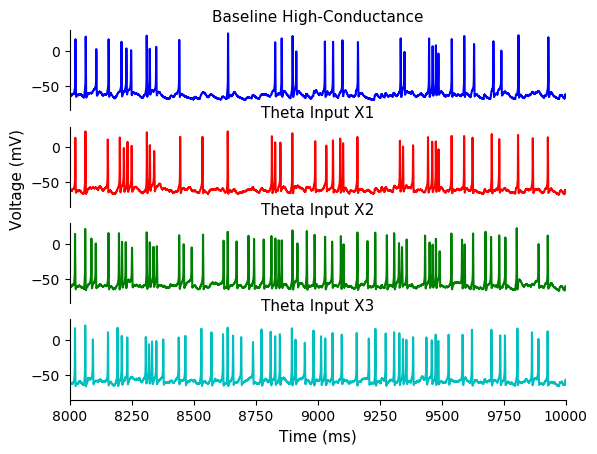 Baseline High-Conductance
0
−50
Theta Input X1
0
−50
Voltage (mV)
Theta Input X2
0
−50
Theta Input X3
0
−50
8000 8250 8500 8750 9000 9250 9500 9750 10000
Time (ms)